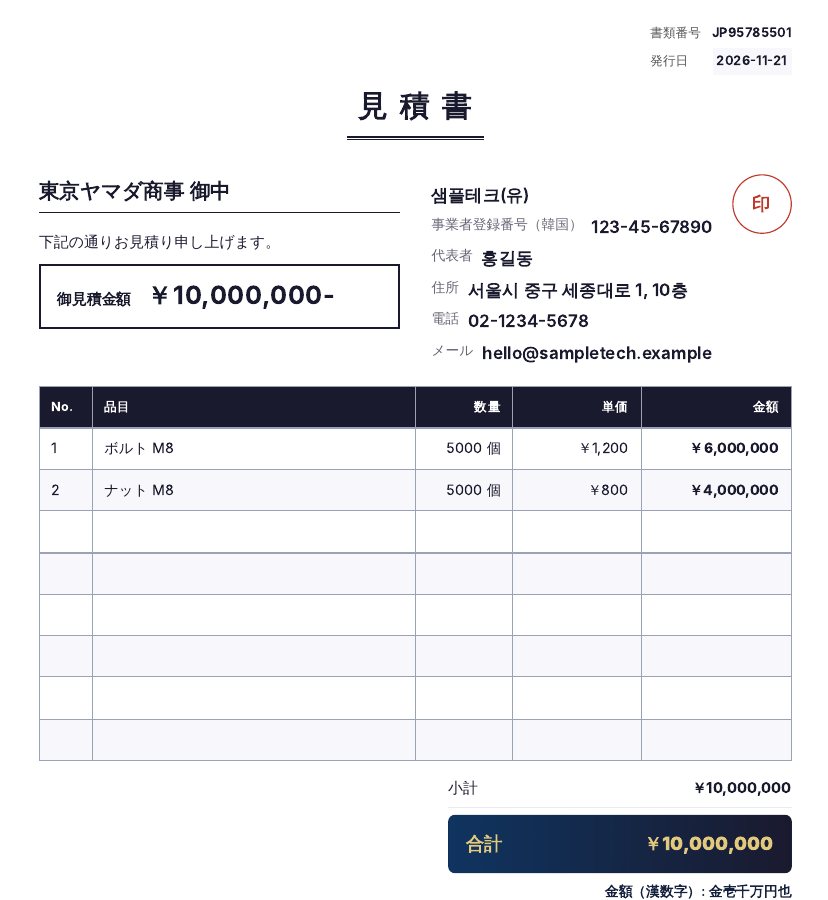 書類番号 JP95785501
発行日 2026-11-21
見積書
東京ヤマダ商事 御中
下記の通りお見積り申し上げます。
御見積金額 ¥10,000,000-
샘플테크(유)
印
事業者登録番号（韓国） 123-45-67890
代表者 홍길동
住所 서울시 중구 세종대로 1, 10층
電話 02-1234-5678
メール hello@sampletech.example
No. 品目 数量 単価 金額
1 ボルト M8 5000 個 ¥1,200 ¥6,000,000
2 ナット M8 5000 個 ¥800 ¥4,000,000
小計 ¥10,000,000
合計 ¥10,000,000
金額（漢数字）: 金壱千万円也